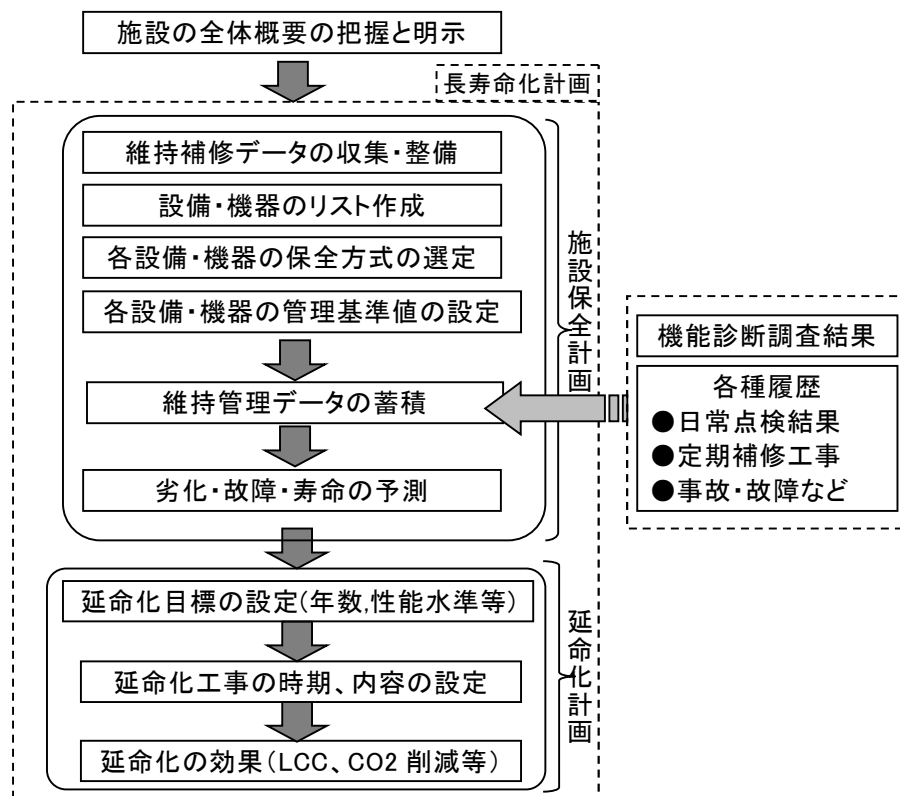 施設の全体概要の把握と明示
長寿命化計画
維持補修データの収集・整備
設備・機器のリスト作成
各設備・機器の保全方式の選定
各設備・機器の管理基準値の設定
維持管理データの蓄積
劣化・故障・寿命の予測
施設保全計画
機能診断調査結果
各種履歴
●日常点検結果
●定期補修工事
●事故・故障など
延命化目標の設定(年数,性能水準等)
延命化工事の時期、内容の設定
延命化の効果(LCC、CO2 削減等)
延命化計画